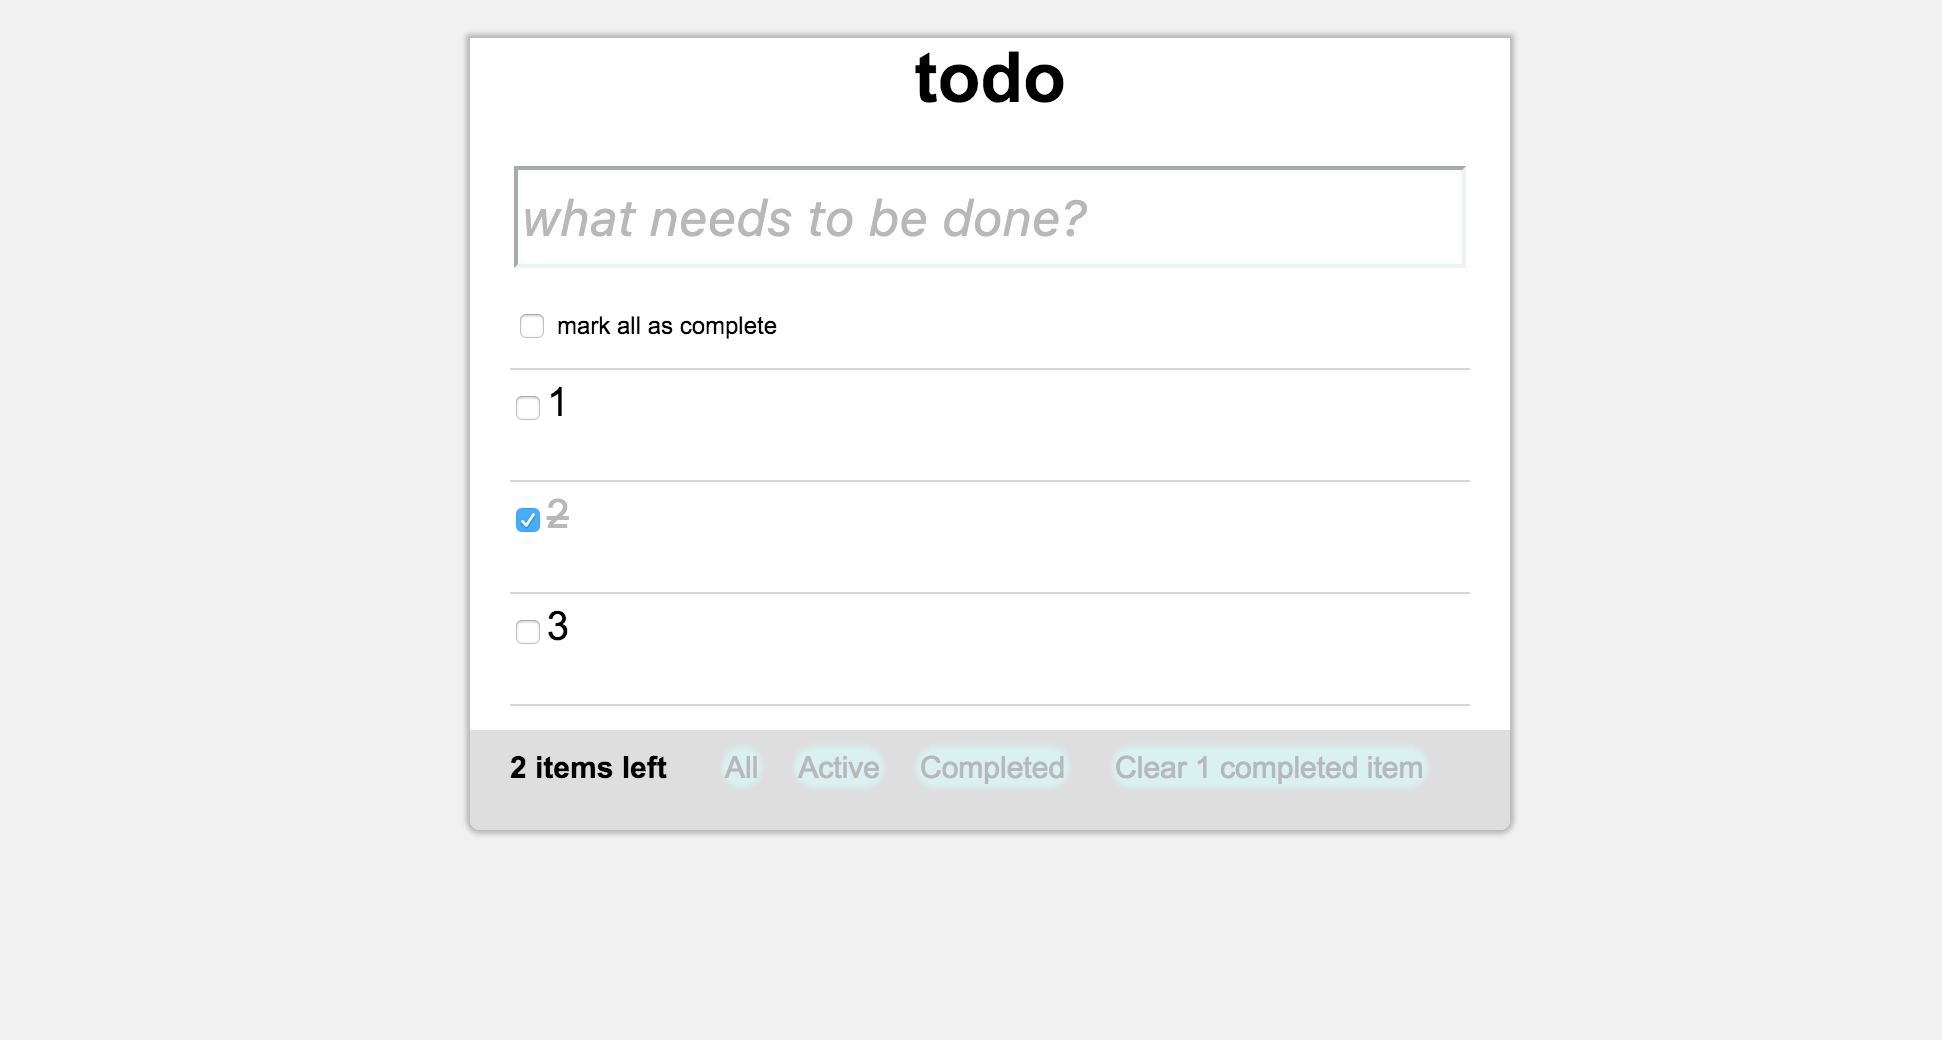 todo
what needs to be done?
mark all as complete
1
2
3
2 items left All Active Completed Clear 1 completed item